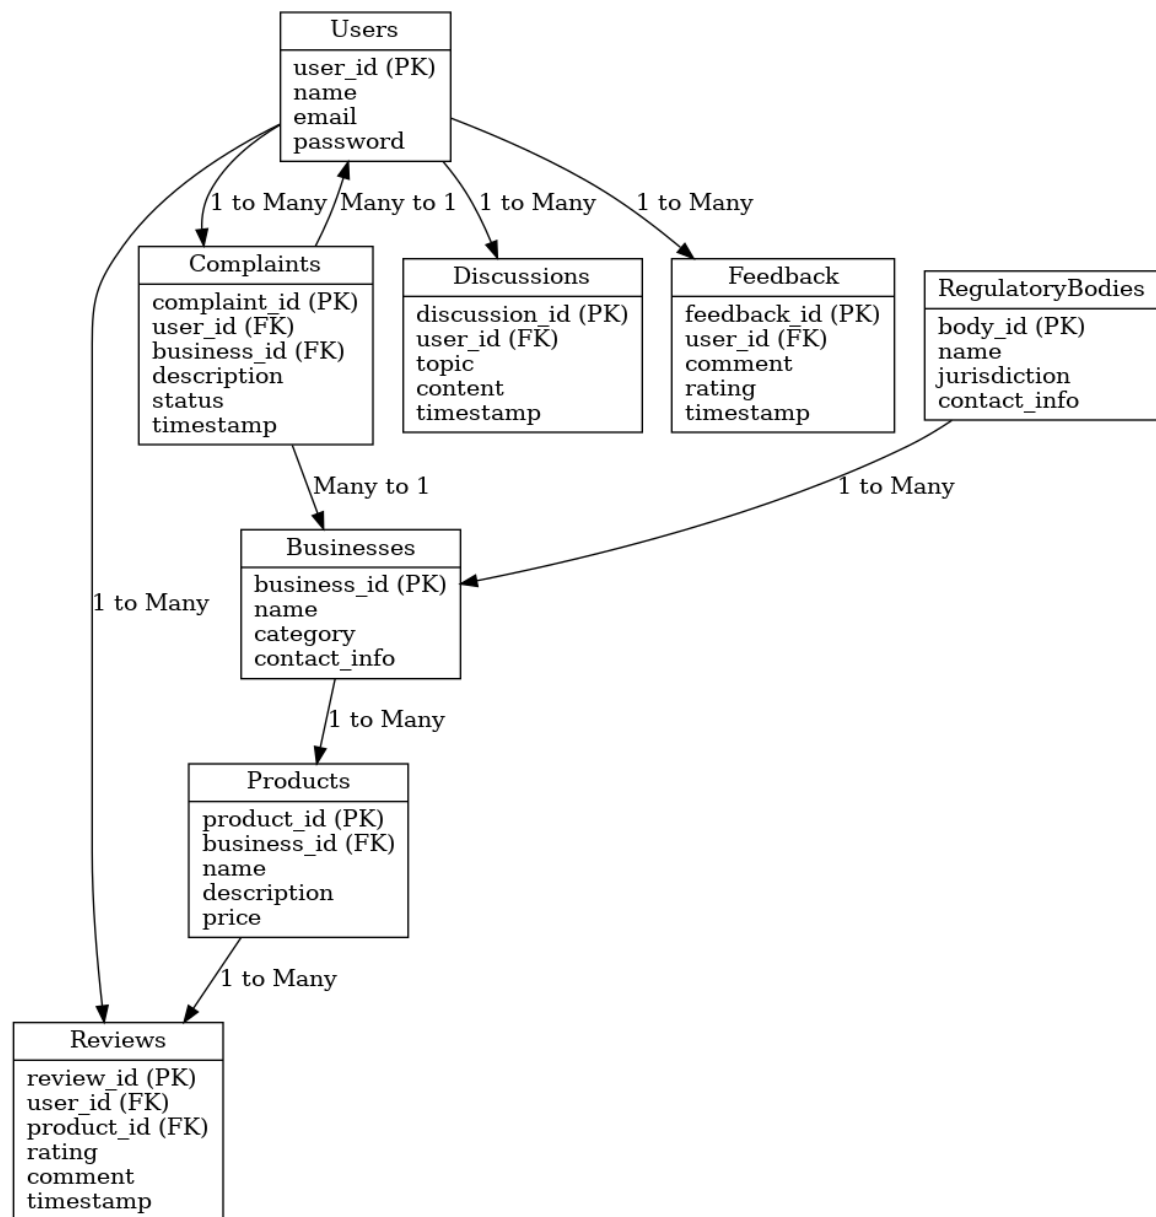 Users
user_id (PK)
name
email
password
1 to Many
Many to 1
1 to Many
1 to Many
Complaints
complaint_id (PK)
user_id (FK)
business_id (FK)
description
status
timestamp
Discussions
discussion_id (PK)
user_id (FK)
topic
content
timestamp
Feedback
feedback_id (PK)
user_id (FK)
comment
rating
timestamp
RegulatoryBodies
body_id (PK)
name
jurisdiction
contact_info
Many to 1
1 to Many
Businesses
business_id (PK)
name
category
contact_info
1 to Many
1 to Many
Products
product_id (PK)
business_id (FK)
name
description
price
1 to Many
Reviews
review_id (PK)
user_id (FK)
product_id (FK)
rating
comment
timestamp